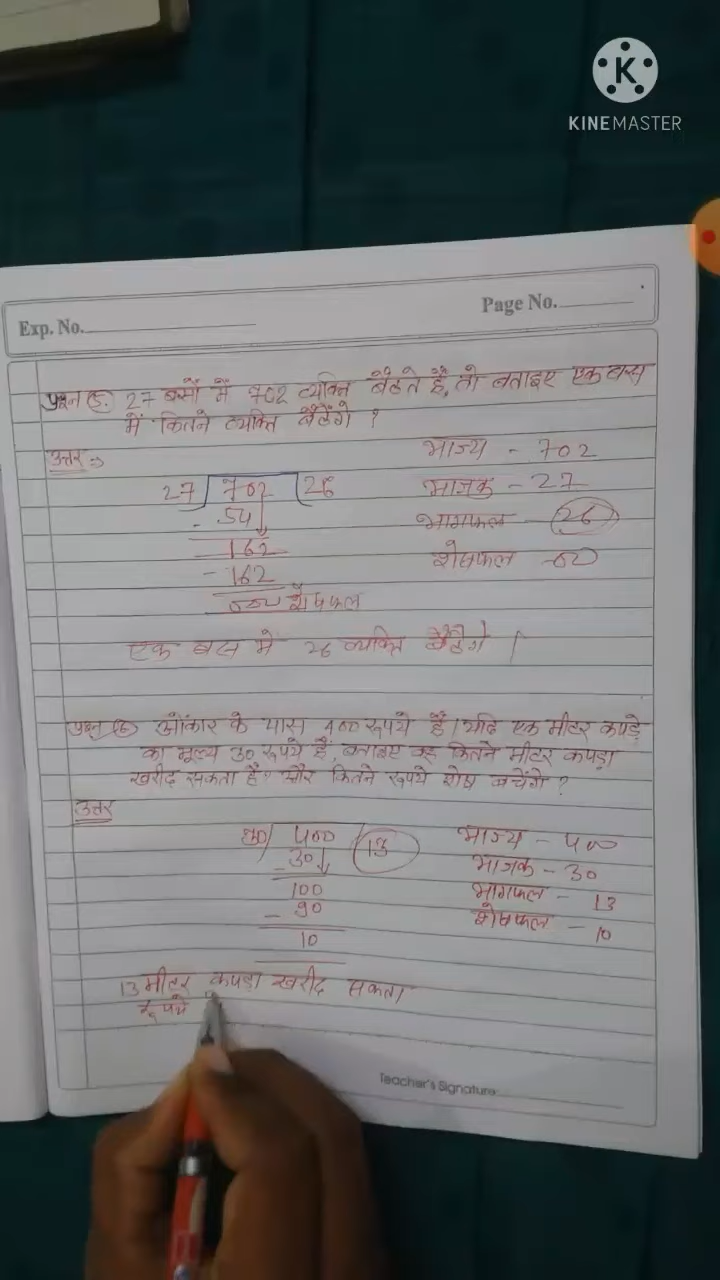 KINEMASTER
Exp. No.
Page No.
प्रश्न 5. 27 बसों में 702 व्यक्ति बैठते हैं, तो बताइए एक बस
में कितने व्यक्ति बैठेंगे ?
उत्तर
27 702 26
- 54
162
- 162
000 शेषफल
भाज्य - 702
भाजक - 27
भागफल - 26
शेषफल - 00
एक बस में 26 व्यक्ति बैठेंगे |
प्रश्न 6 ओंकार के पास 400 रूपये हैं | यदि एक मीटर कपड़े
का मूल्य 30 रूपये है, बताइए वह कितने मीटर कपड़ा
खरीद सकता है और कितने रूपये शेष बचेंगे ?
उत्तर
30 400 13
- 30
100
- 90
10
भाज्य - 400
भाजक - 30
भागफल - 13
शेषफल - 10
13 मीटर कपड़ा खरीद सकता
रूपये
Teacher's Signature